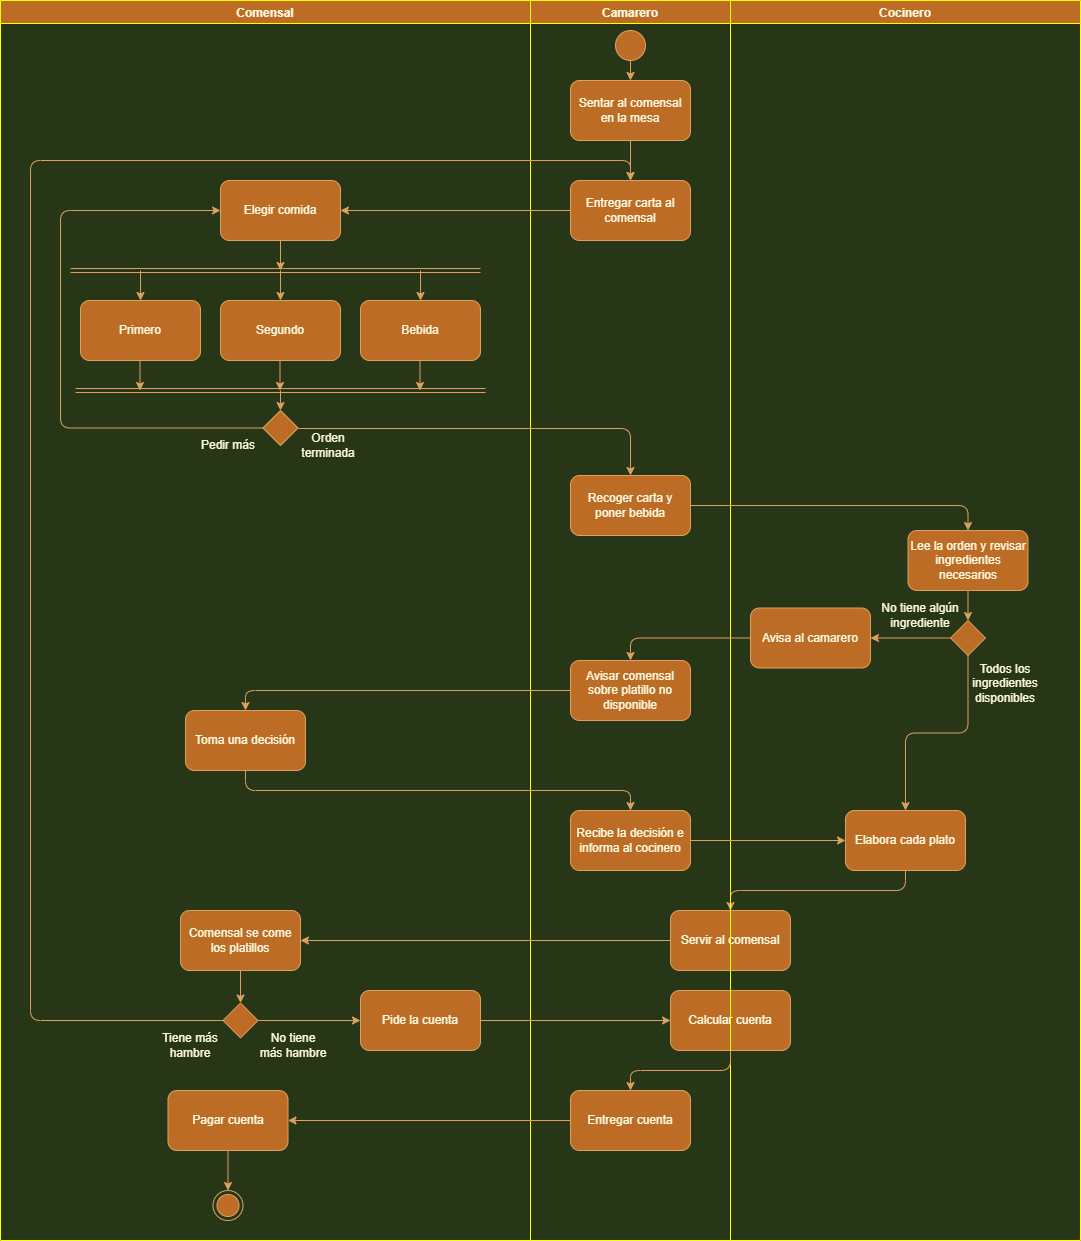 Comensal
Camarero
Cocinero
Sentar al comensal
en la mesa
Elegir comida
Entregar carta al
comensal
Primero
Segundo
Bebida
Pedir más
Orden
terminada
Recoger carta y
poner bebida
Lee la orden y revisar
ingredientes
necesarios
No tiene algún
ingrediente
Avisa al camarero
Todos los
ingredientes
disponibles
Avisar comensal
sobre platillo no
disponible
Toma una decisión
Recibe la decisión e
informa al cocinero
Elabora cada plato
Comensal se come
los platillos
Servir al comensal
Tiene más
hambre
No tiene
más hambre
Pide la cuenta
Calcular cuenta
Pagar cuenta
Entregar cuenta